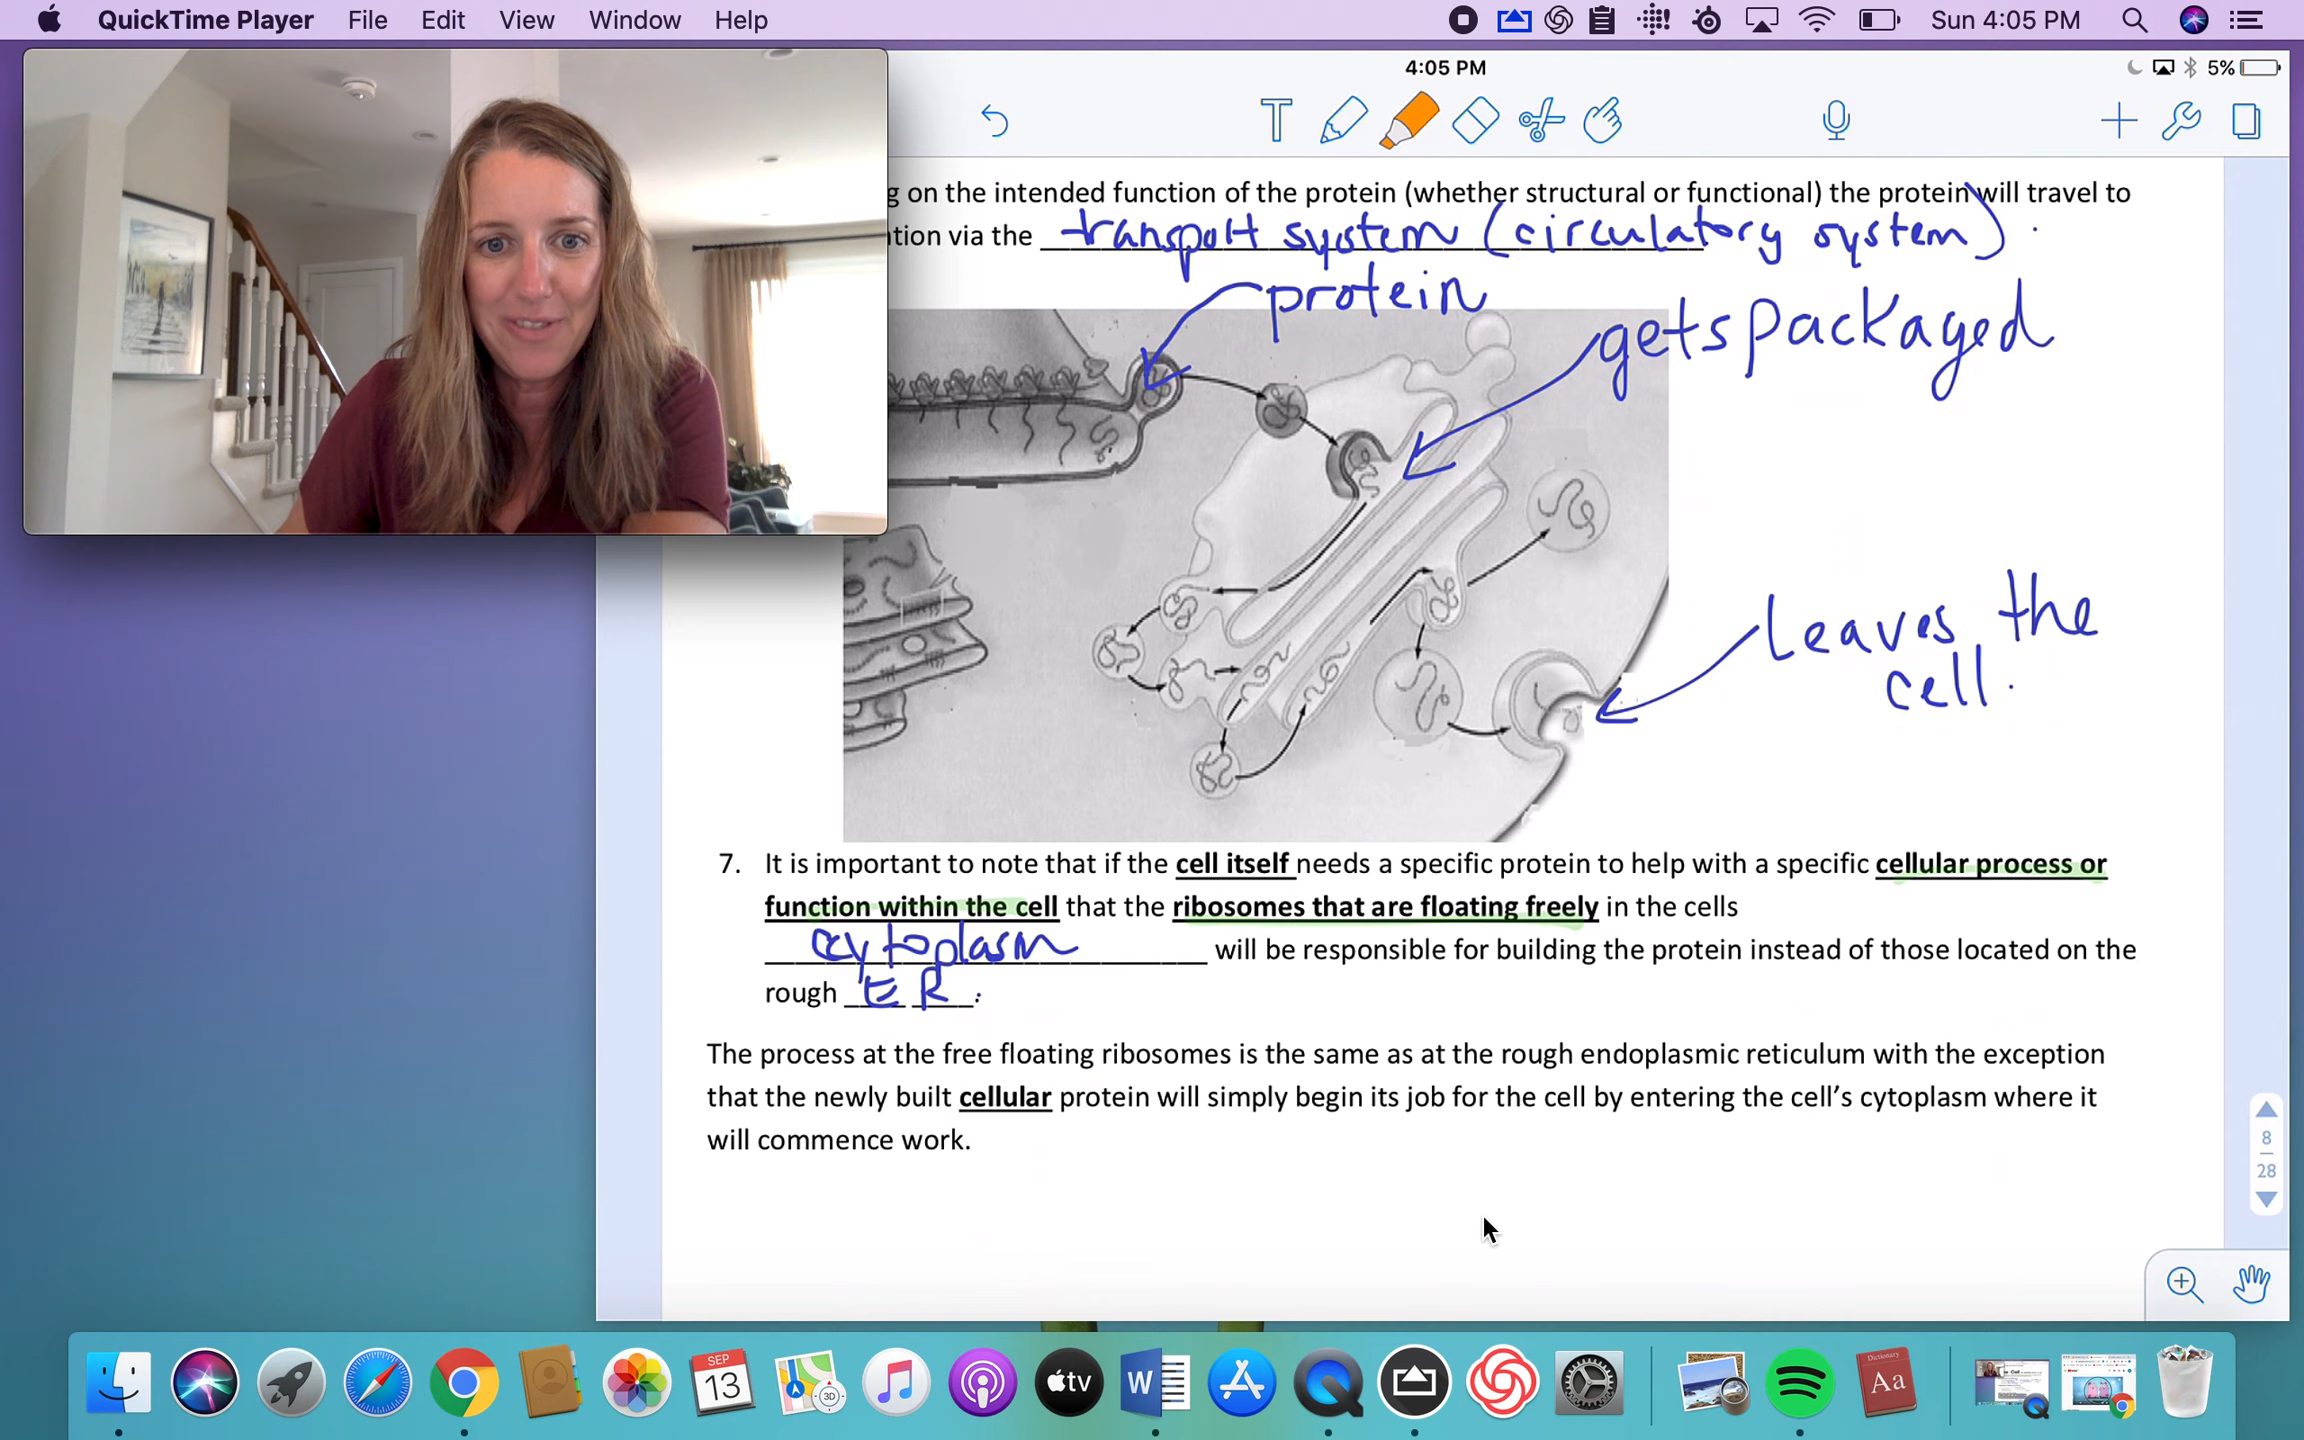 QuickTime Player File Edit View Window Help Sun 4:05 PM
4:05 PM 5%
T
g on the intended function of the protein (whether structural or functional) the protein will travel to
tion via the transport system (circulatory system).
protein
gets packaged
leaves the
cell.
7. It is important to note that if the cell itself needs a specific protein to help with a specific cellular process or
function within the cell that the ribosomes that are floating freely in the cells
cytoplasm will be responsible for building the protein instead of those located on the
rough E R.
The process at the free floating ribosomes is the same as at the rough endoplasmic reticulum with the exception
that the newly built cellular protein will simply begin its job for the cell by entering the cell's cytoplasm where it
will commence work.
8
28
SEP
13
3D
tv
W
Dictionary
Aa